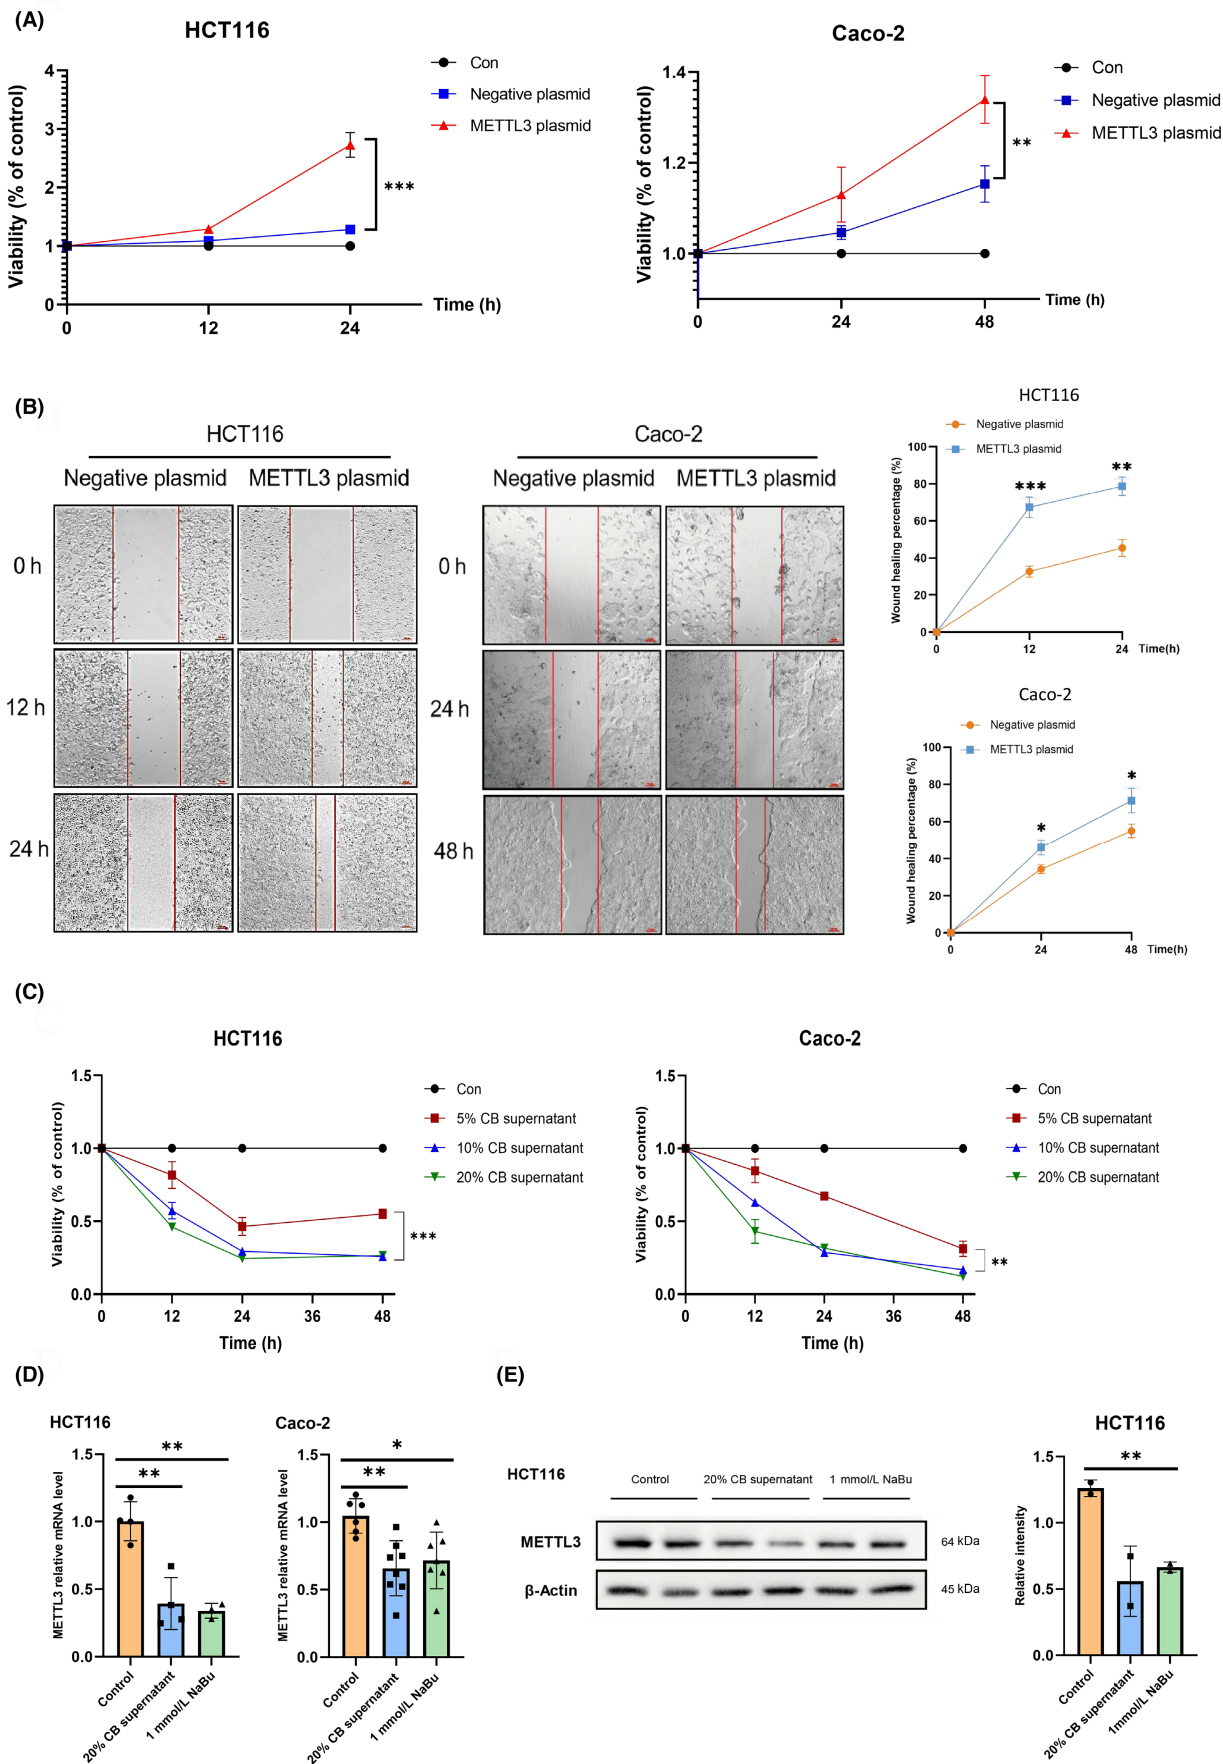 (A)
HCT116
Viability (% of control)
4
3
2
1
0
0
12
24
Time (h)
Con
Negative plasmid
METTL3 plasmid
***
Caco-2
Viability (% of control)
1.4
1.2
1.0
0
24
48
Time (h)
Con
Negative plasmid
METTL3 plasmid
**
(B)
HCT116
Negative plasmid METTL3 plasmid
0 h
12 h
24 h
Caco-2
Negative plasmid METTL3 plasmid
0 h
24 h
48 h
HCT116
Negative plasmid
METTL3 plasmid
Wound healing percentage (%)
100
80
60
40
20
0
0
12
24
Time(h)
***
**
Caco-2
Negative plasmid
METTL3 plasmid
Wound healing percentage (%)
100
80
60
40
20
0
0
24
48
Time(h)
*
*
(C)
HCT116
Viability (% of control)
1.5
1.0
0.5
0.0
0
12
24
36
48
Time (h)
Con
5% CB supernatant
10% CB supernatant
20% CB supernatant
***
Caco-2
Viability (% of control)
1.5
1.0
0.5
0.0
0
12
24
36
48
Time (h)
Con
5% CB supernatant
10% CB supernatant
20% CB supernatant
**
(D)
HCT116
METTL3 relative mRNA level
1.5
1.0
0.5
0.0
**
**
Control
20% CB supernatant
1 mmol/L NaBu
Caco-2
METTL3 relative mRNA level
1.5
1.0
0.5
0.0
*
**
Control
20% CB supernatant
1 mmol/L NaBu
(E)
HCT116
Control
20% CB supernatant
1 mmol/L NaBu
METTL3
64 kDa
β-Actin
45 kDa
HCT116
Relative intensity
1.5
1.0
0.5
0.0
**
Control
20% CB supernatant
1mmol/L NaBu